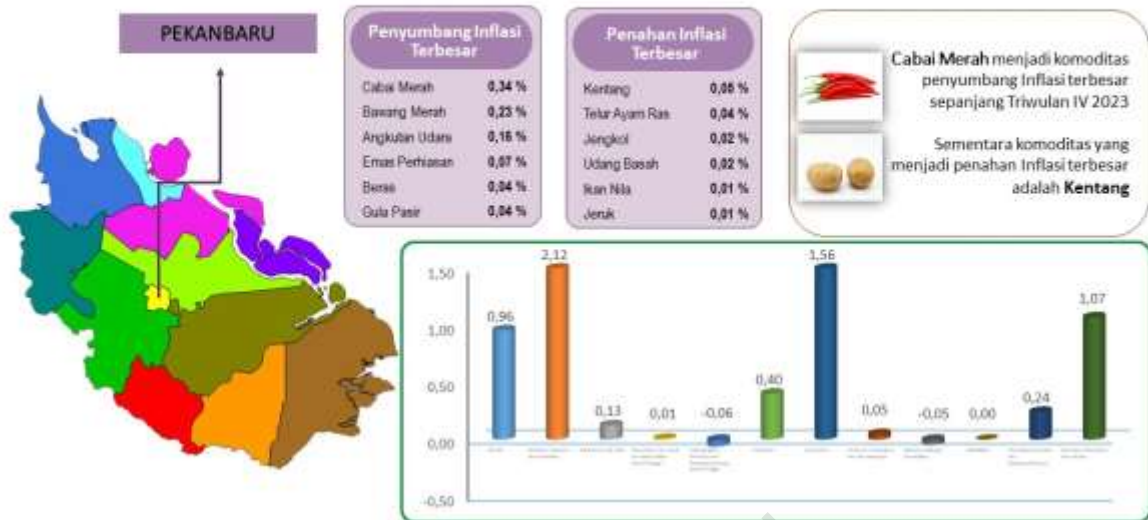 PEKANBARU
Penyumbang Inflasi
Terbesar
Cabai Merah 0,34 %
Bawang Merah 0,23 %
Angkutan Udara 0,16 %
Emas Perhiasan 0,07 %
Beras 0,04 %
Gula Pasir 0,04 %
Penahan Inflasi
Terbesar
Kentang 0,05 %
Telur Ayam Ras 0,04 %
Jengkol 0,02 %
Udang Basah 0,02 %
Ikan Nila 0,01 %
Jeruk 0,01 %
Cabai Merah menjadi komoditas
penyumbang Inflasi terbesar
sepanjang Triwulan IV 2023
Sementara komoditas yang
menjadi penahan Inflasi terbesar
adalah Kentang
1,50
1,00
0,50
0,00
-0,50
0,96
2,12
0,13
0,01
-0,06
0,40
1,56
0,05
-0,05
0,00
0,24
1,07